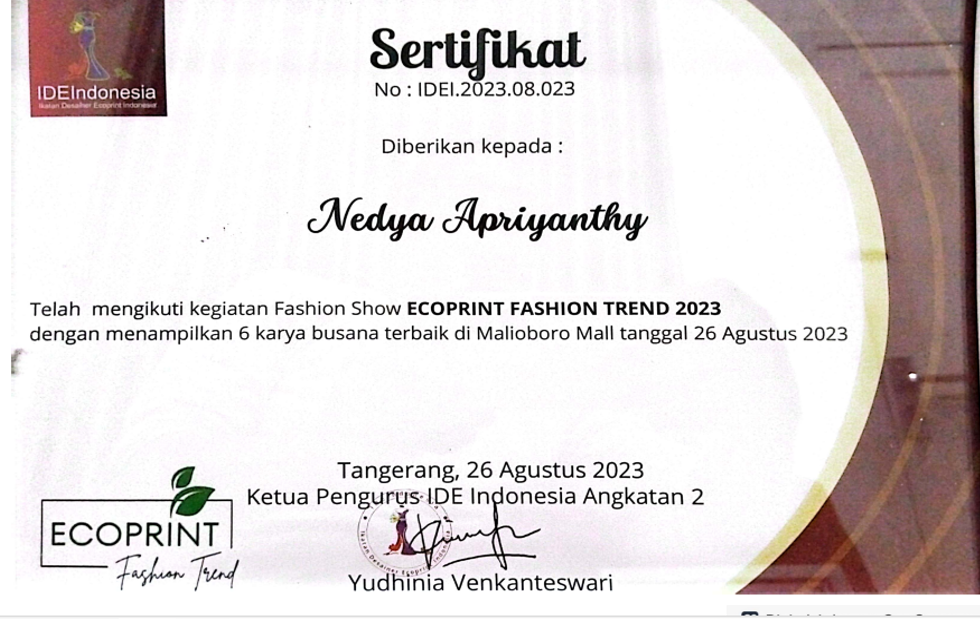 IDEIndonesia
Ikatan Desainer Ecoprint Indonesia
Sertifikat
No : IDEI.2023.08.023
Diberikan kepada :
Nedya Apriyanthy
Telah mengikuti kegiatan Fashion Show ECOPRINT FASHION TREND 2023
dengan menampilkan 6 karya busana terbaik di Malioboro Mall tanggal 26 Agustus 2023
Tangerang, 26 Agustus 2023
Ketua Pengurus IDE Indonesia Angkatan 2
Ikatan Desainer Ecoprint Indonesia
Yudhinia Venkanteswari
ECOPRINT
Fashion Trend